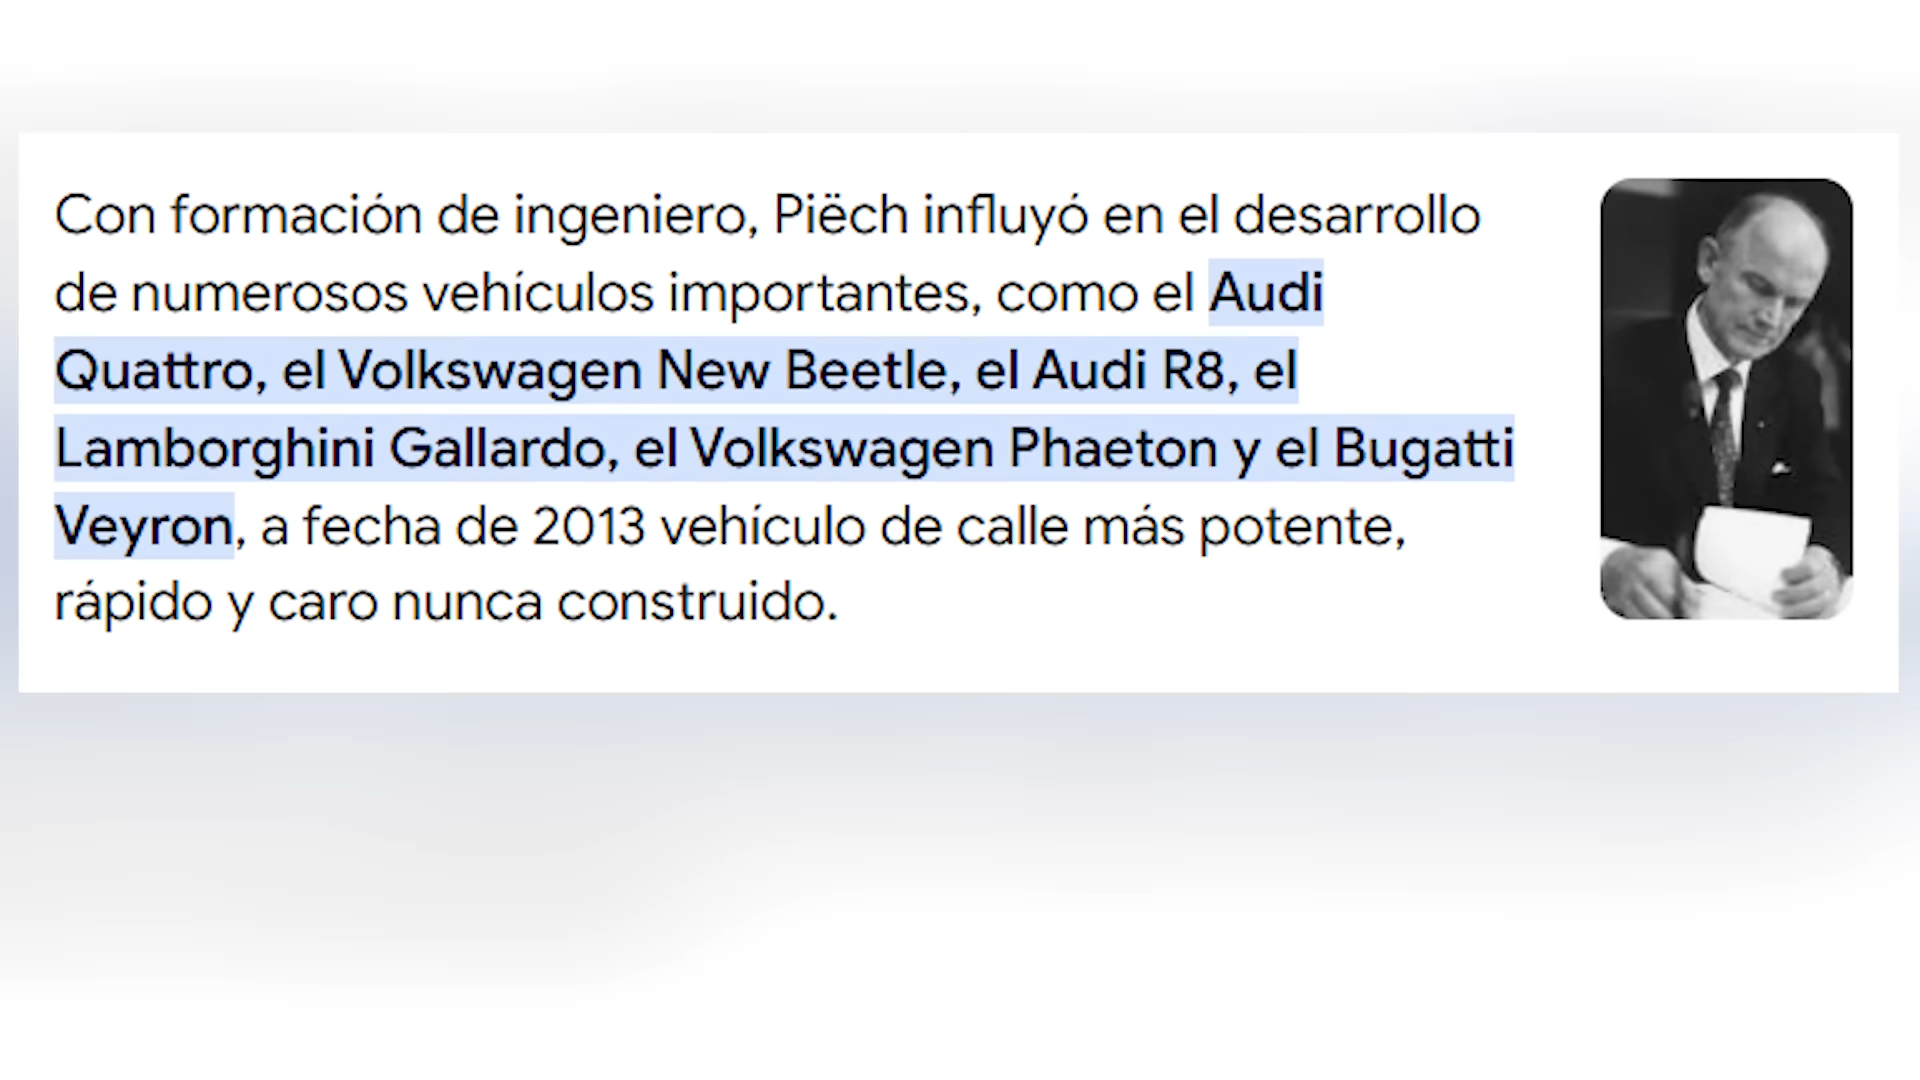 Con formación de ingeniero, Piëch influyó en el desarrollo
de numerosos vehículos importantes, como el Audi
Quattro, el Volkswagen New Beetle, el Audi R8, el
Lamborghini Gallardo, el Volkswagen Phaeton y el Bugatti
Veyron, a fecha de 2013 vehículo de calle más potente,
rápido y caro nunca construido.